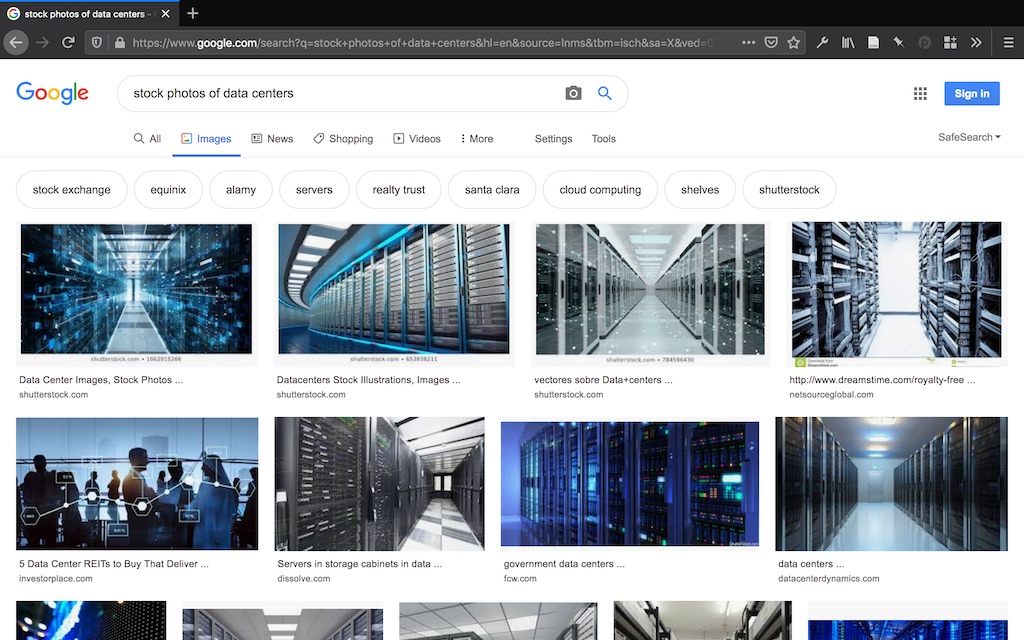 stock photos of data centers -
https://www.google.com/search?q=stock+photos+of+data+centers&hl=en&source=lnms&tbm=isch&sa=X&ved=
Google
stock photos of data centers
Sign in
All Images News Shopping Videos More Settings Tools
SafeSearch
stock exchange equinix alamy servers realty trust santa clara cloud computing shelves shutterstock
shutterstock.com • 1062915266
shutterstock.com • 653838211
shutterstock.com • 784596430
Data Center Images, Stock Photos ...
shutterstock.com
Datacenters Stock Illustrations, Images ...
shutterstock.com
vectores sobre Data+centers ...
shutterstock.com
http://www.dreamstime.com/royalty-free ...
netsourceglobal.com
5 Data Center REITs to Buy That Deliver ...
investorplace.com
Servers in storage cabinets in data ...
dissolve.com
government data centers ...
fcw.com
data centers ...
datacenterdynamics.com